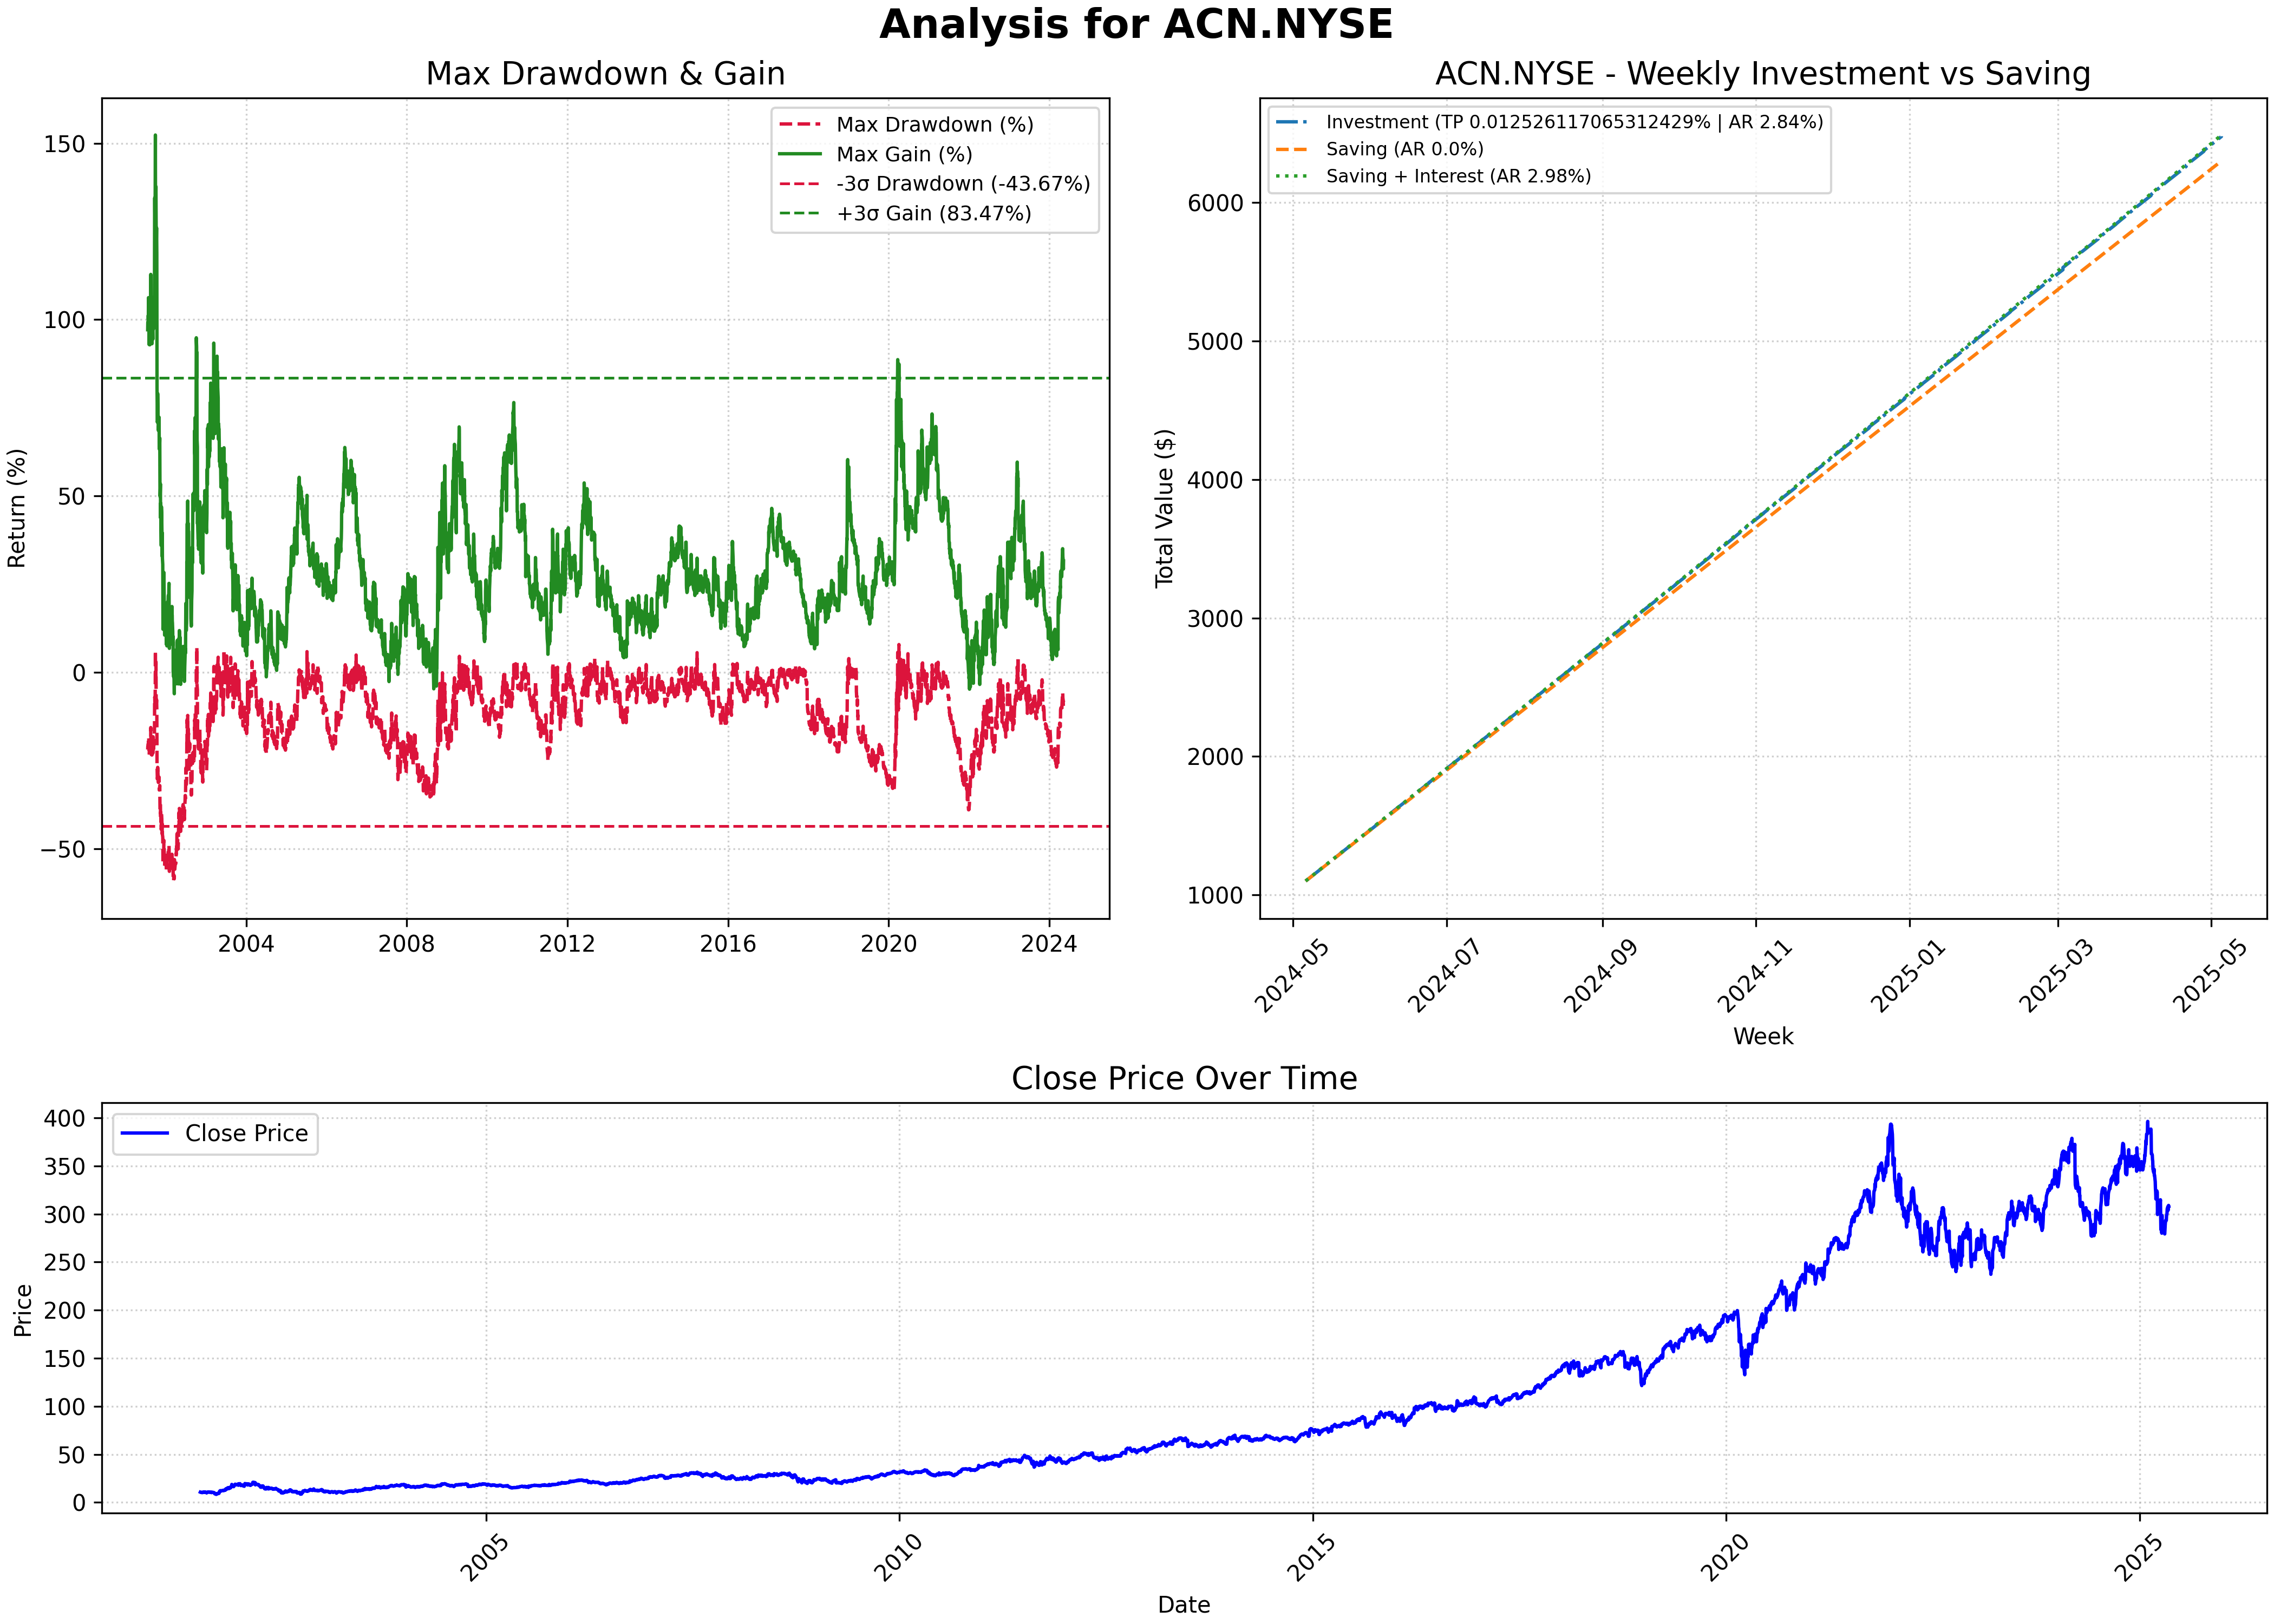 Analysis for ACN.NYSE
Max Drawdown & Gain
Return (%)
150
100
50
0
−50
2004
2008
2012
2016
2020
2024
Max Drawdown (%)
Max Gain (%)
-3σ Drawdown (-43.67%)
+3σ Gain (83.47%)
ACN.NYSE - Weekly Investment vs Saving
Total Value ($)
6000
5000
4000
3000
2000
1000
2024-05
2024-07
2024-09
2024-11
2025-01
2025-03
2025-05
Week
Investment (TP 0.012526117065312429% | AR 2.84%)
Saving (AR 0.0%)
Saving + Interest (AR 2.98%)
Close Price Over Time
Price
400
350
300
250
200
150
100
50
0
2005
2010
2015
2020
2025
Date
Close Price